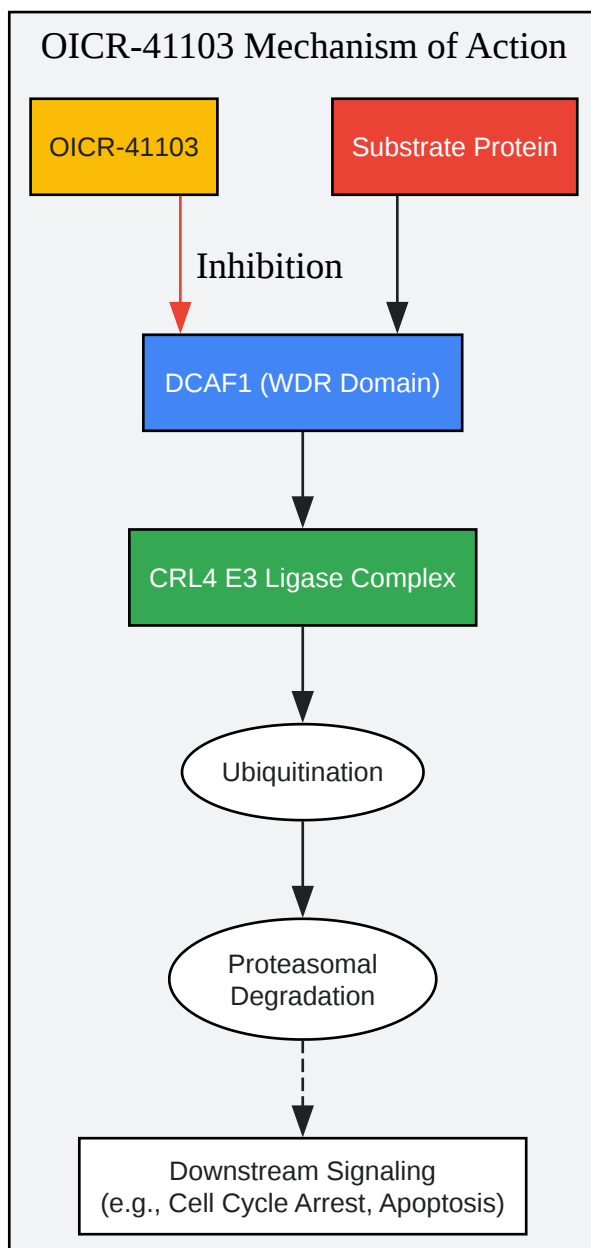 OICR-41103 Mechanism of Action
OICR-41103
Substrate Protein
Inhibition
DCAF1 (WDR Domain)
CRL4 E3 Ligase Complex
Ubiquitination
Proteasomal
Degradation
Downstream Signaling
(e.g., Cell Cycle Arrest, Apoptosis)